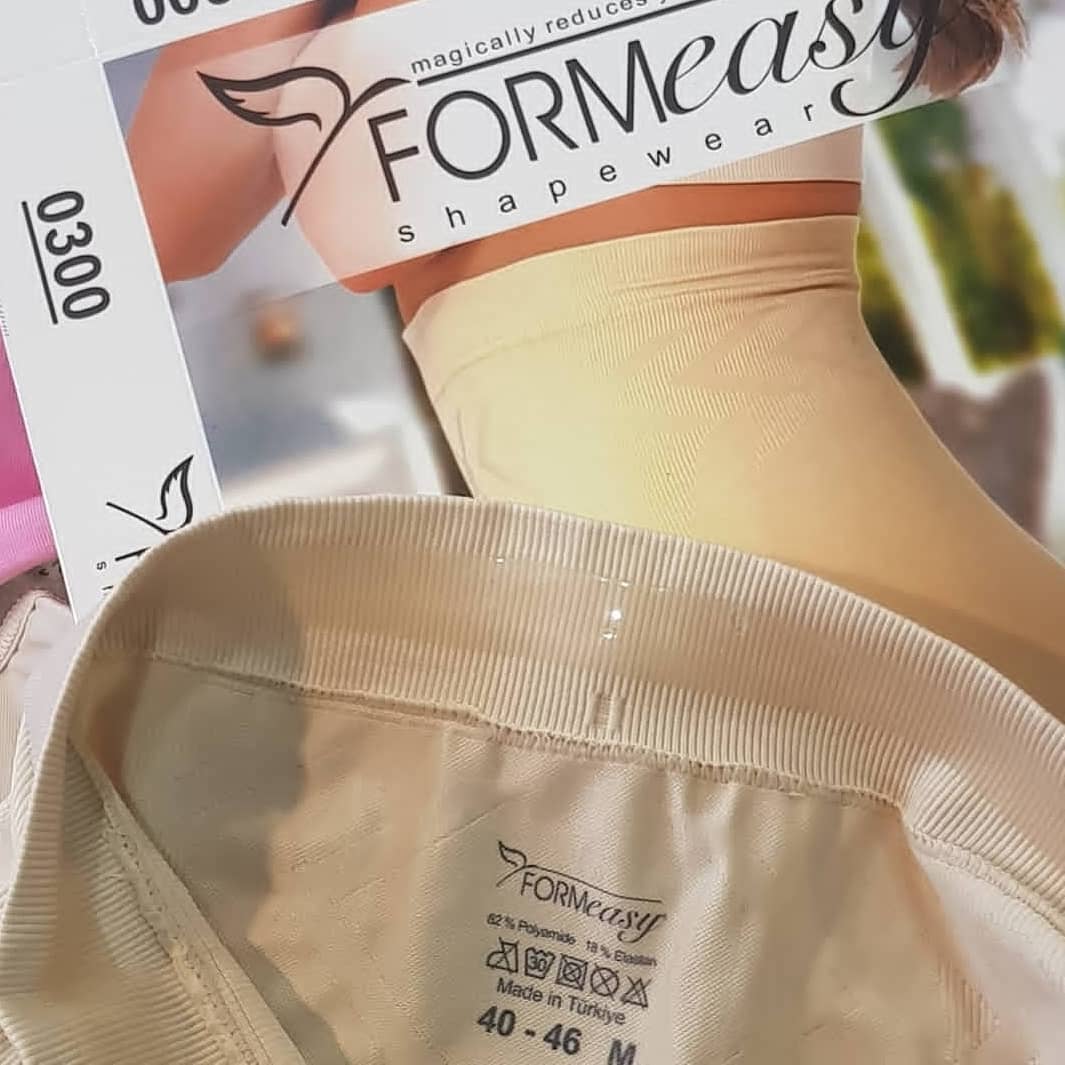 magically reduces
FORMeasy
shapewear
0300
FORMeasy
82 % Polyamide 18 % Elastan
30
Made in Türkiye
40 - 46 M